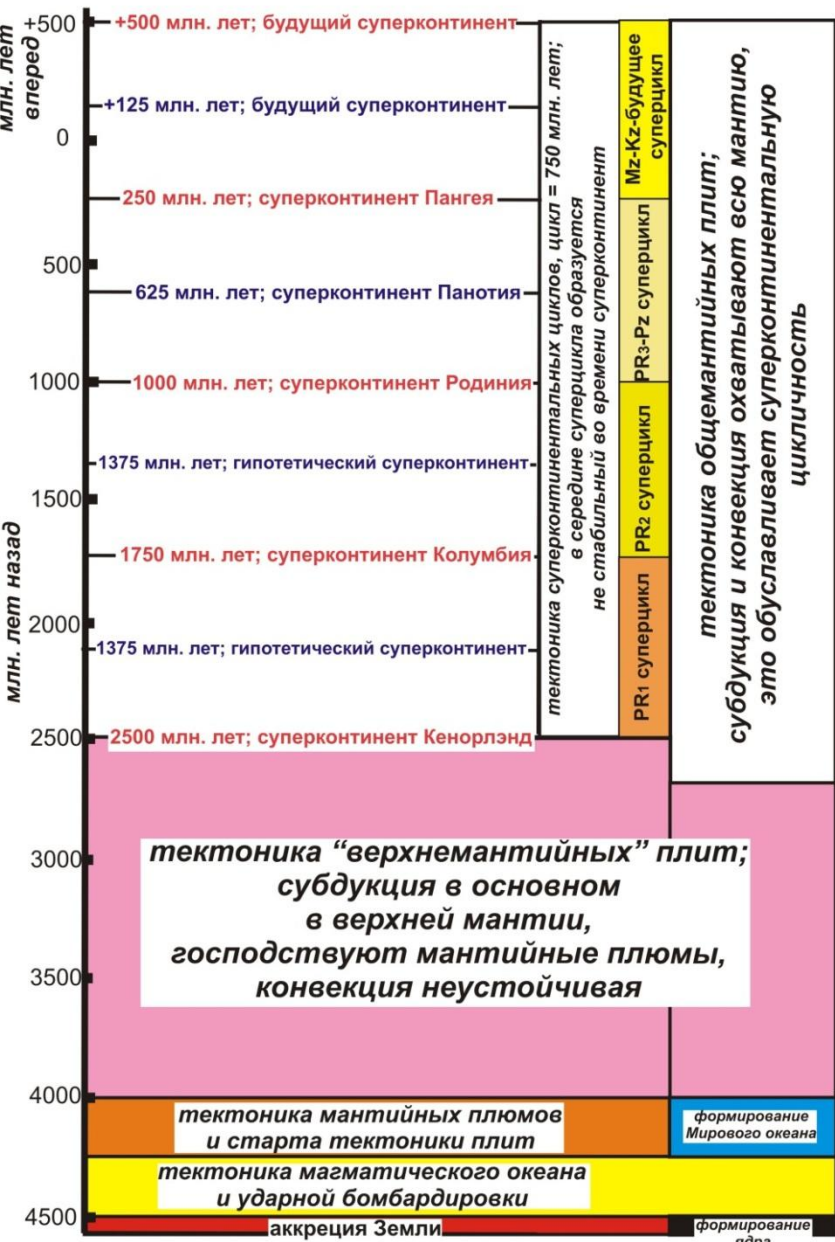 млн. лет
вперед
+500
0
500
1000
1500
2000
2500
3000
3500
4000
4500
млн. лет назад
+500 млн. лет; будущий суперконтинент
+125 млн. лет; будущий суперконтинент
250 млн. лет; суперконтинент Пангея
625 млн. лет; суперконтинент Панотия
1000 млн. лет; суперконтинент Родиния
1375 млн. лет; гипотетический суперконтинент
1750 млн. лет; суперконтинент Колумбия
1375 млн. лет; гипотетический суперконтинент
2500 млн. лет; суперконтинент Кенорлэнд
тектоника суперконтинентальных циклов, цикл = 750 млн. лет;
в середине суперцикла образуется
не стабильный во времени суперконтинент
Mz-Kz-будущее
суперцикл
PR3-Pz суперцикл
PR2 суперцикл
PR1 суперцикл
тектоника общемантийных плит;
субдукция и конвекция охватывают всю мантию,
это обуславливает суперконтинентальную
цикличность
тектоника “верхнемантийных” плит;
субдукция в основном
в верхней мантии,
господствуют мантийные плюмы,
конвекция неустойчивая
тектоника мантийных плюмов
и старта тектоники плит
формирование
Мирового океана
тектоника магматического океана
и ударной бомбардировки
аккреция Земли
формирование
ядра